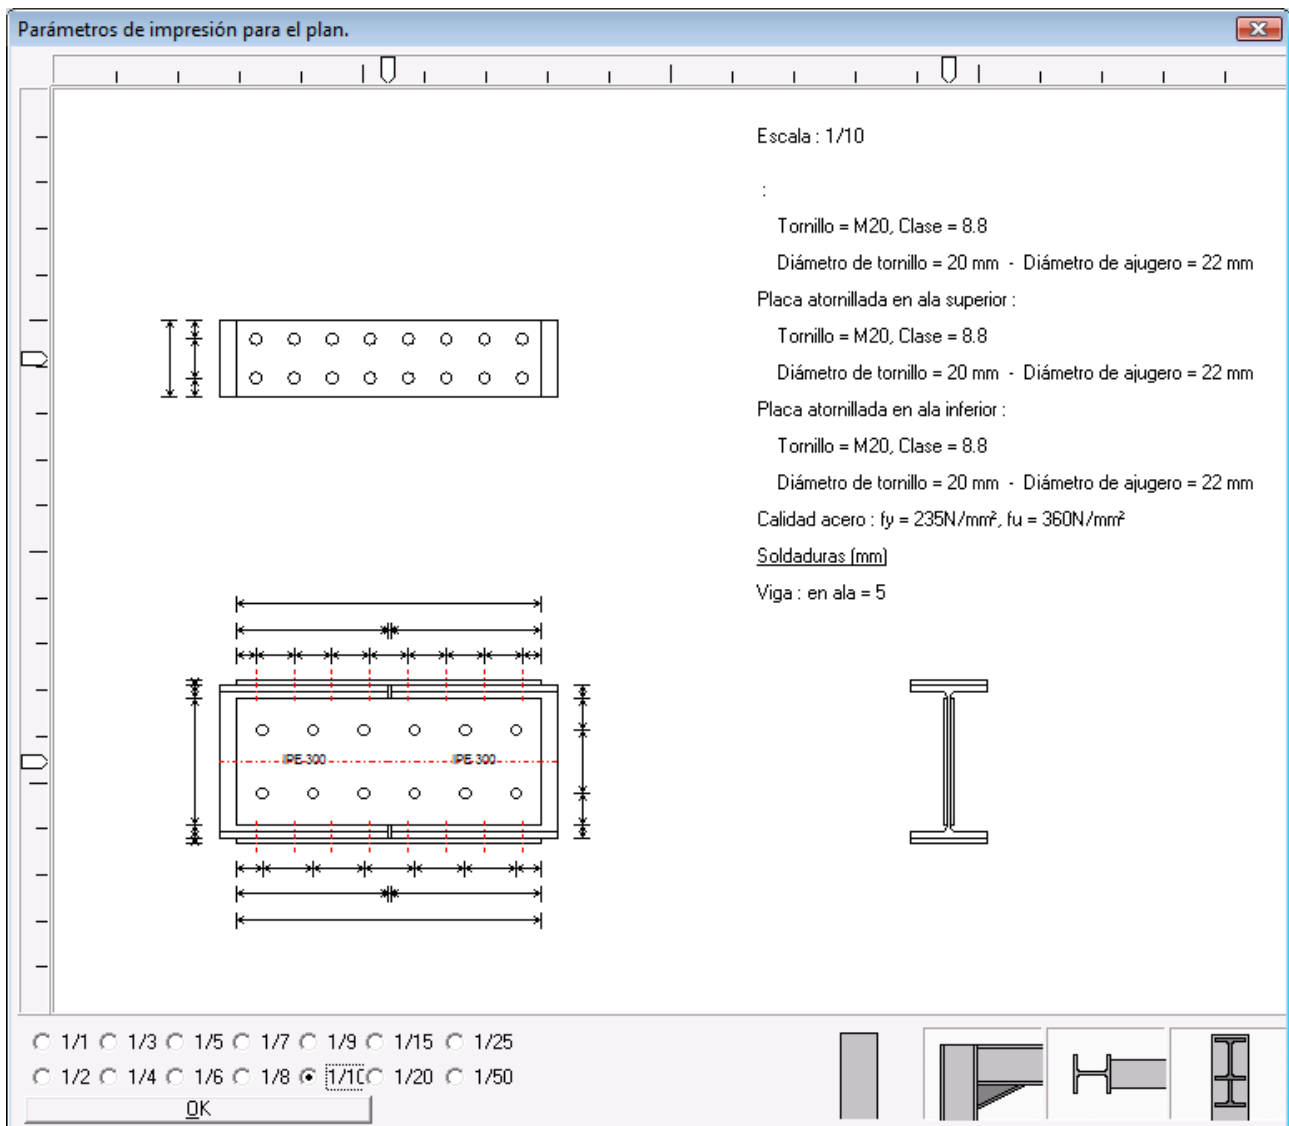 Parámetros de impresión para el plan.
Escala : 1/10
:
Tornillo = M20, Clase = 8.8
Diámetro de tornillo = 20 mm - Diámetro de ajugero = 22 mm
Placa atornillada en ala superior :
Tornillo = M20, Clase = 8.8
Diámetro de tornillo = 20 mm - Diámetro de ajugero = 22 mm
Placa atornillada en ala inferior :
Tornillo = M20, Clase = 8.8
Diámetro de tornillo = 20 mm - Diámetro de ajugero = 22 mm
Calidad acero : fy = 235N/mm², fu = 360N/mm²
Soldaduras (mm)
Viga : en ala = 5
IPE 300 IPE 300
1/1 1/3 1/5 1/7 1/9 1/15 1/25
1/2 1/4 1/6 1/8 1/10 1/20 1/50
OK